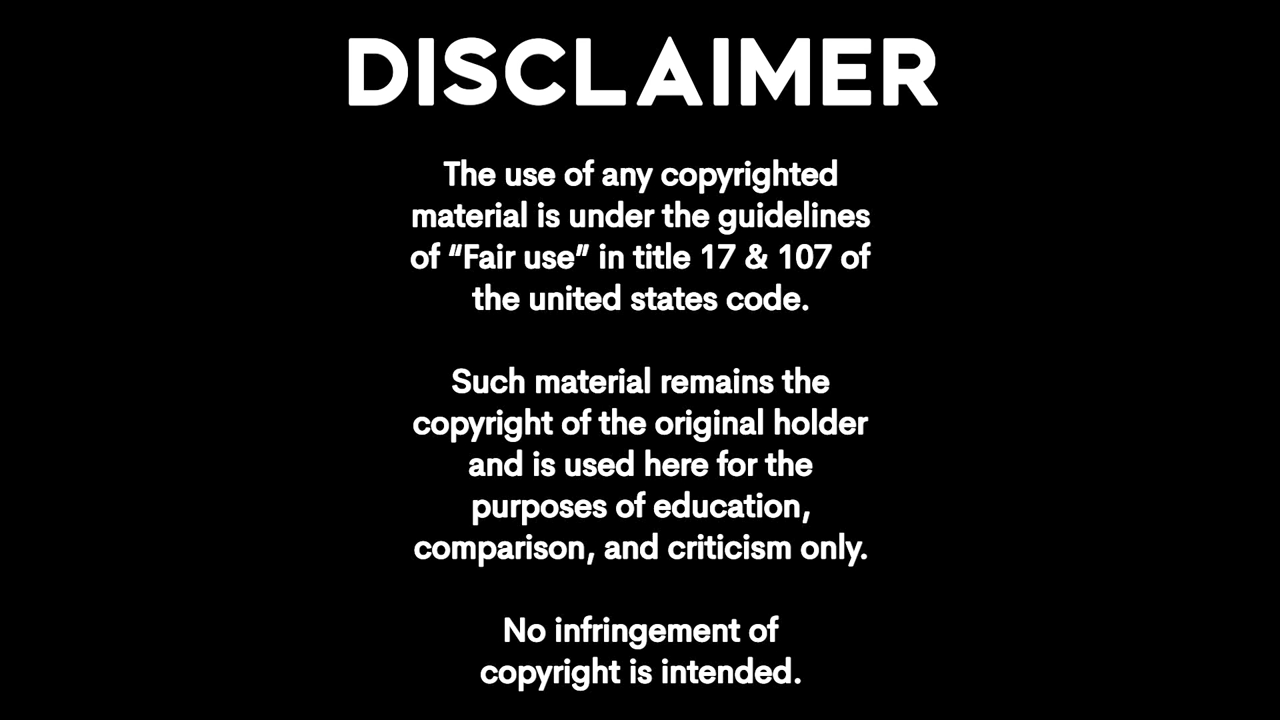 DISCLAIMER
The use of any copyrighted
material is under the guidelines
of “Fair use” in title 17 & 107 of
the united states code.
Such material remains the
copyright of the original holder
and is used here for the
purposes of education,
comparison, and criticism only.
No infringement of
copyright is intended.